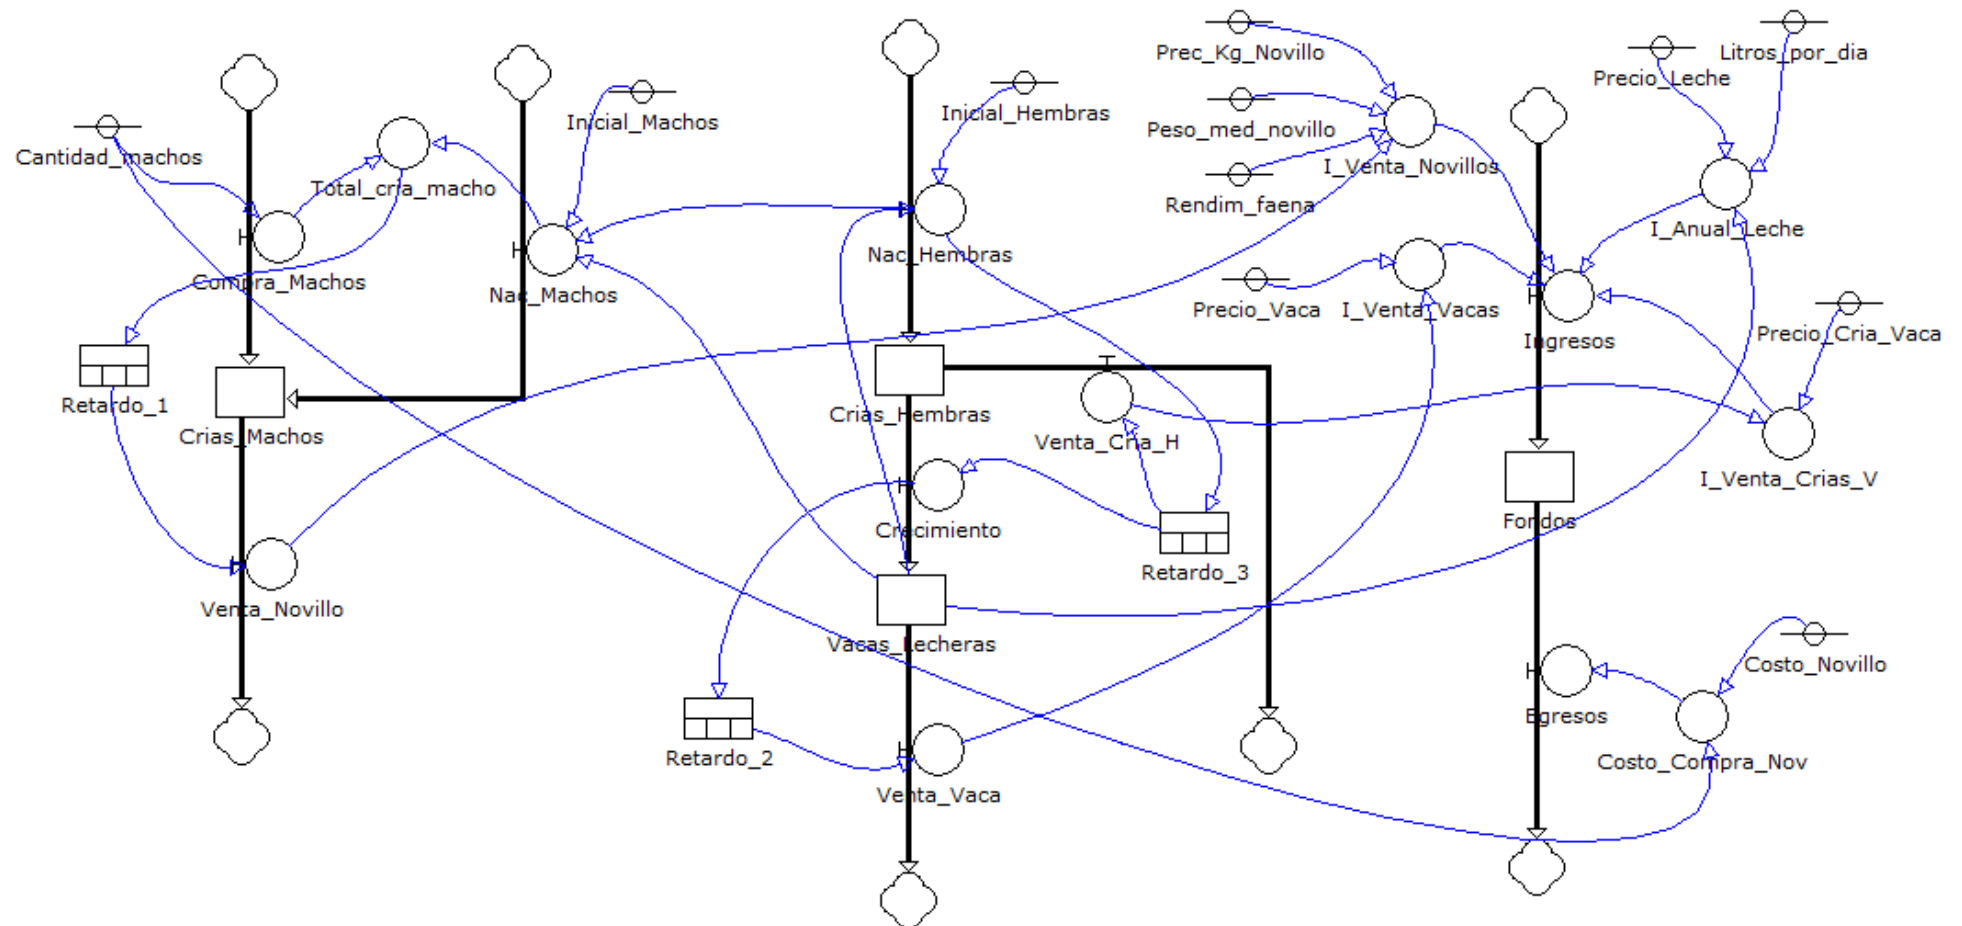 Prec_Kg_Novillo
Precio_Leche
Litros_por_dia
Inicial_Machos
Inicial_Hembras
Peso_med_novillo
Cantidad_machos
Total_cria_macho
I_Venta_Novillos
Rendim_faena
I_Anual_Leche
Nac_Hembras
Compra_Machos
Nac_Machos
Precio_Vaca
I_Venta_Vacas
Ingresos
Precio_Cria_Vaca
Retardo_1
Crias_Machos
Crias_Hembras
Venta_Cria_H
I_Venta_Crias_V
Crecimiento
Fondos
Retardo_3
Venta_Novillo
Vacas_Lecheras
Costo_Novillo
Egresos
Retardo_2
Costo_Compra_Nov
Venta_Vaca